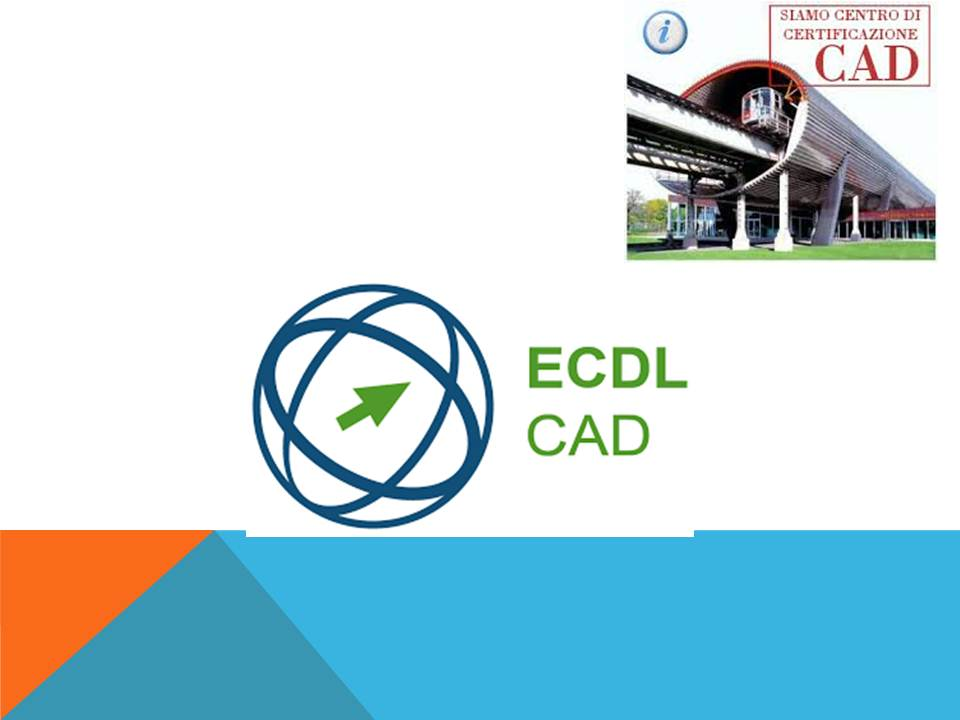 SIAMO CENTRO DI
CERTIFICAZIONE
CAD
i
ECDL
CAD